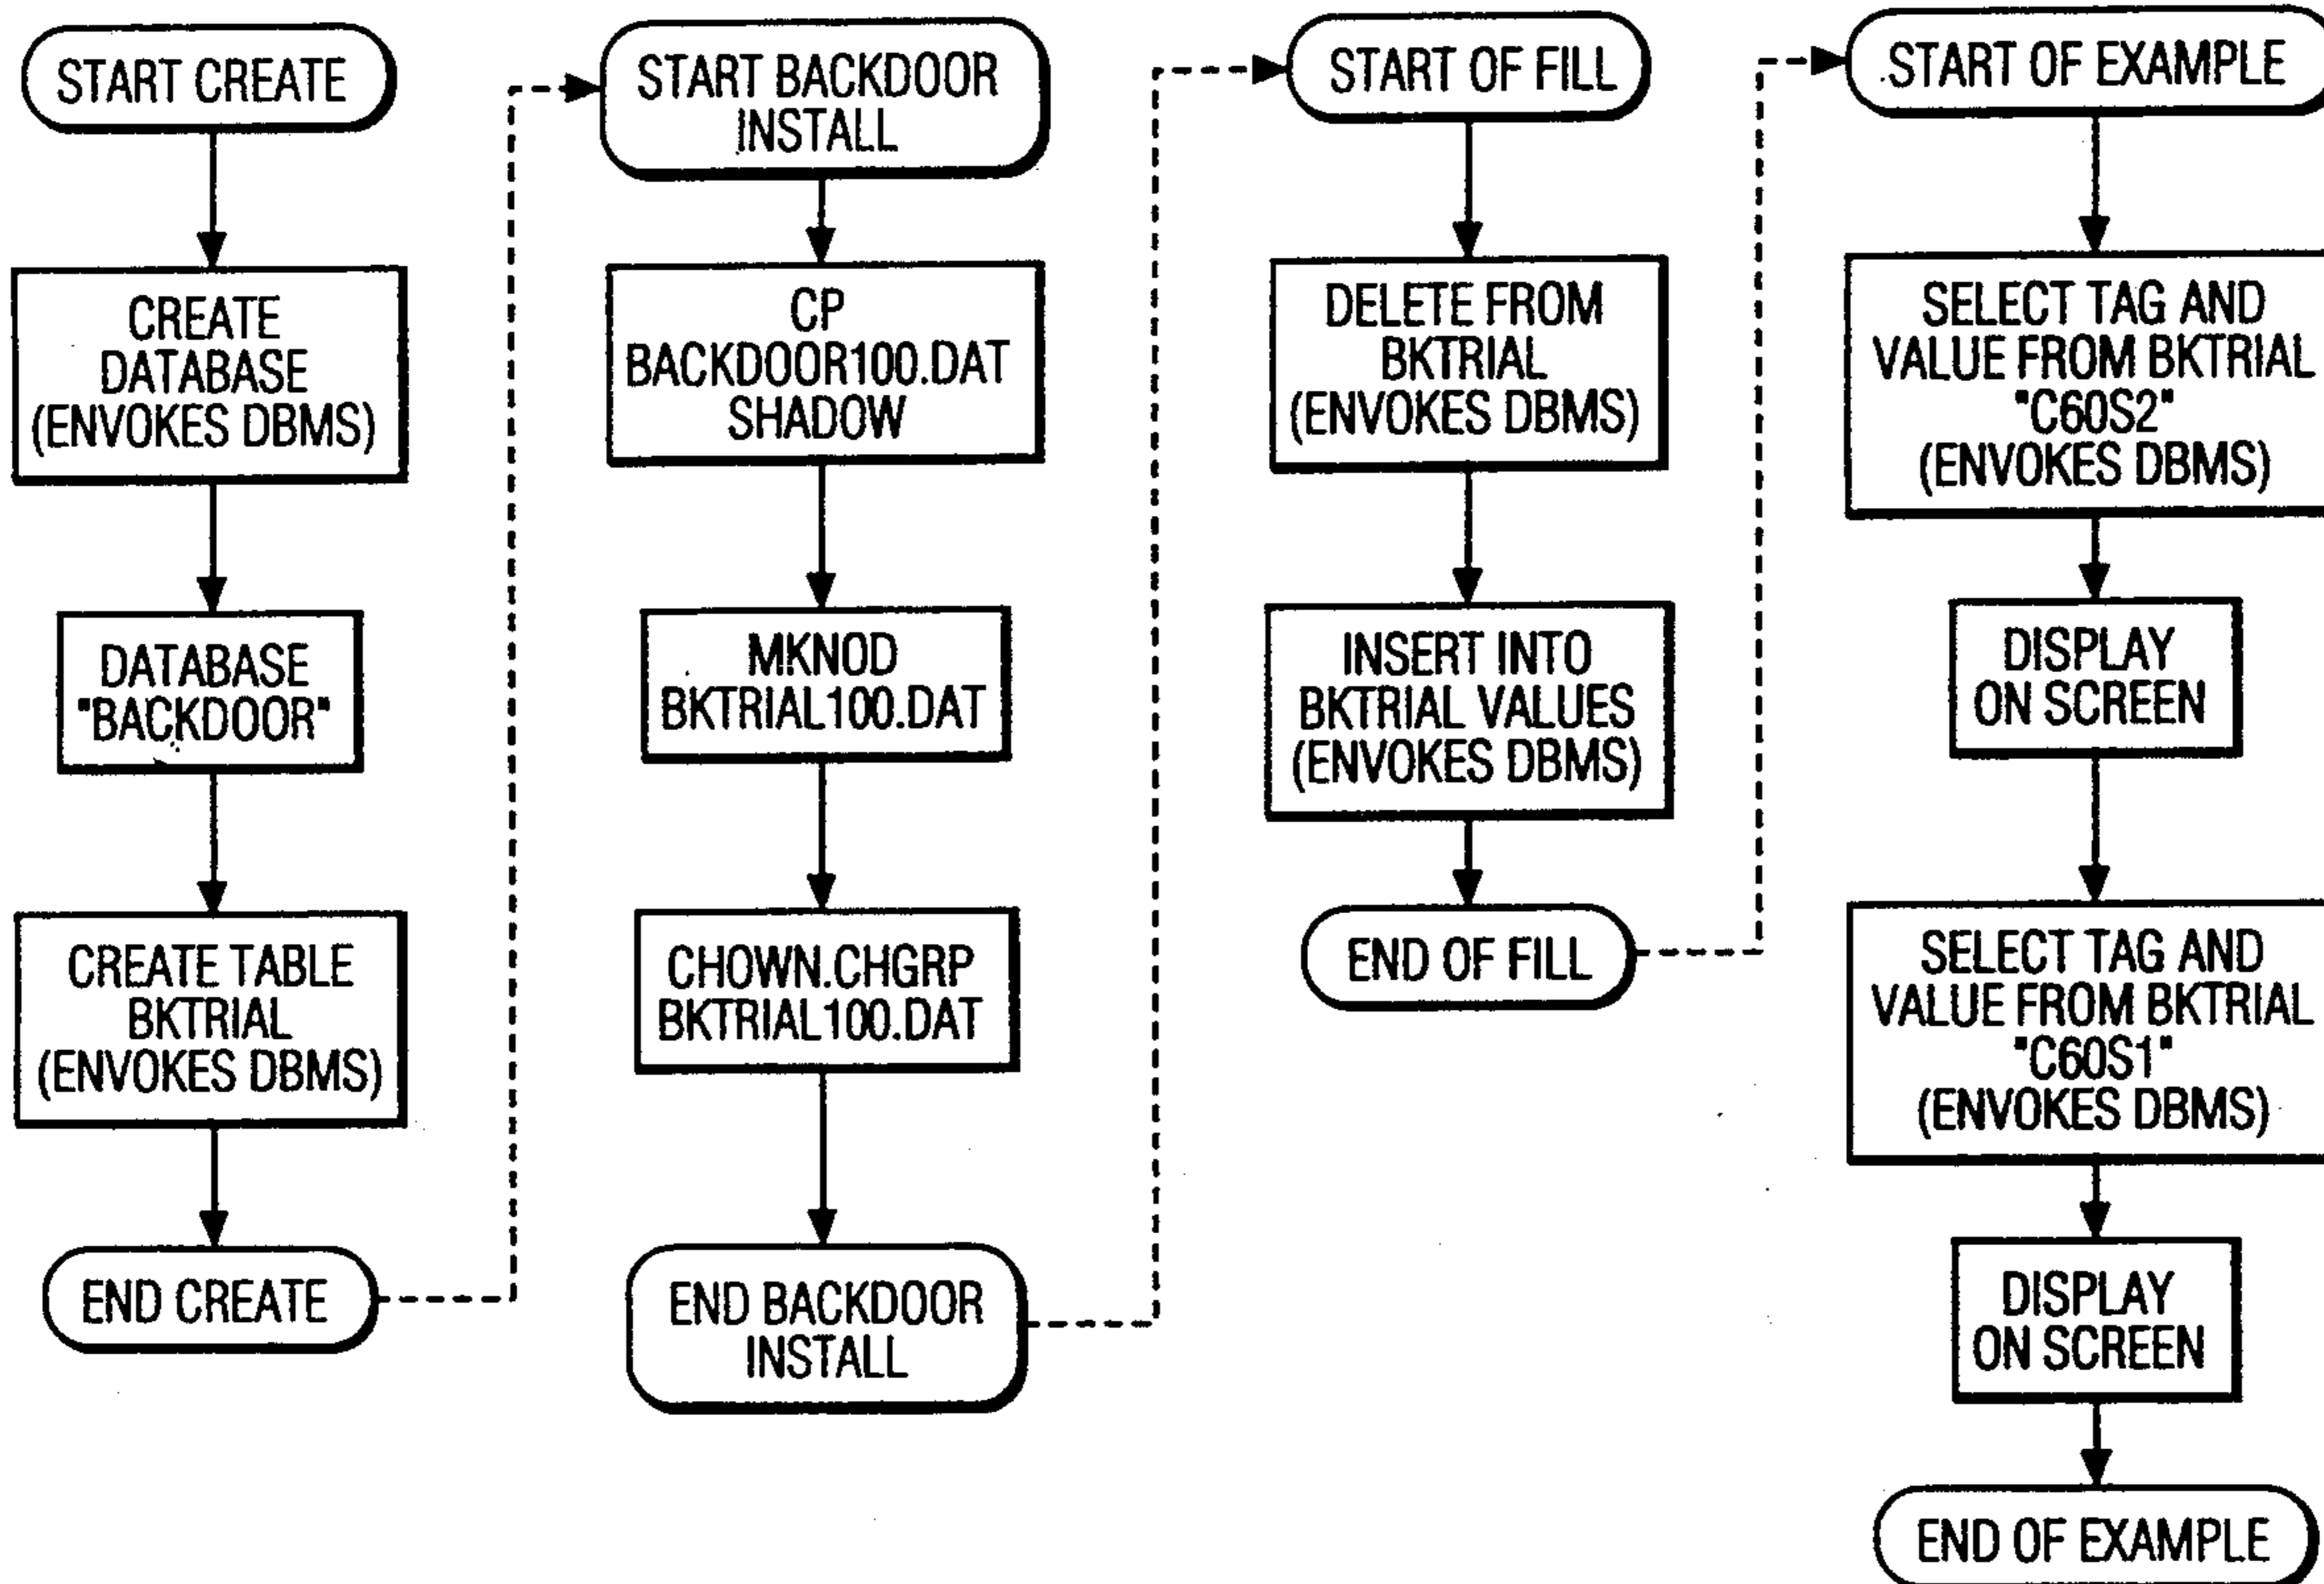 START CREATE
CREATE
DATABASE
(ENVOKES DBMS)
DATABASE
"BACKDOOR"
CREATE TABLE
BKTRIAL
(ENVOKES DBMS)
END CREATE
START BACKDOOR
INSTALL
CP
BACKDOOR100.DAT
SHADOW
MKNOD
BKTRIAL100.DAT
CHOWN.CHGRP
BKTRIAL100.DAT
END BACKDOOR
INSTALL
START OF FILL
DELETE FROM
BKTRIAL
(ENVOKES DBMS)
INSERT INTO
BKTRIAL VALUES
(ENVOKES DBMS)
END OF FILL
START OF EXAMPLE
SELECT TAG AND
VALUE FROM BKTRIAL
"C60S2"
(ENVOKES DBMS)
DISPLAY
ON SCREEN
SELECT TAG AND
VALUE FROM BKTRIAL
"C60S1"
(ENVOKES DBMS)
DISPLAY
ON SCREEN
END OF EXAMPLE